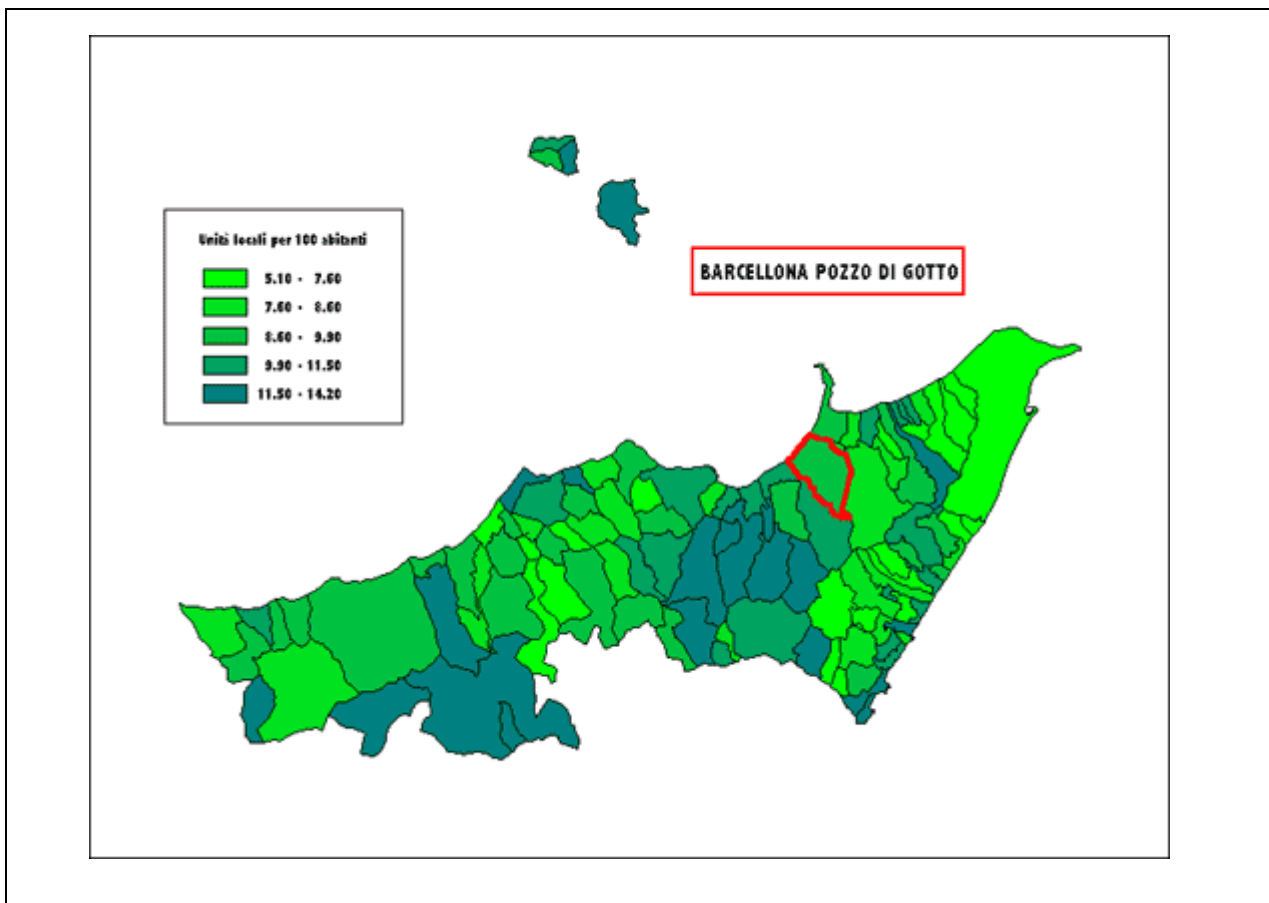 Unità locali per 100 abitanti
5.10 - 7.60
7.60 - 8.60
8.60 - 9.90
9.90 - 11.50
11.50 - 14.20
BARCELLONA POZZO DI GOTTO